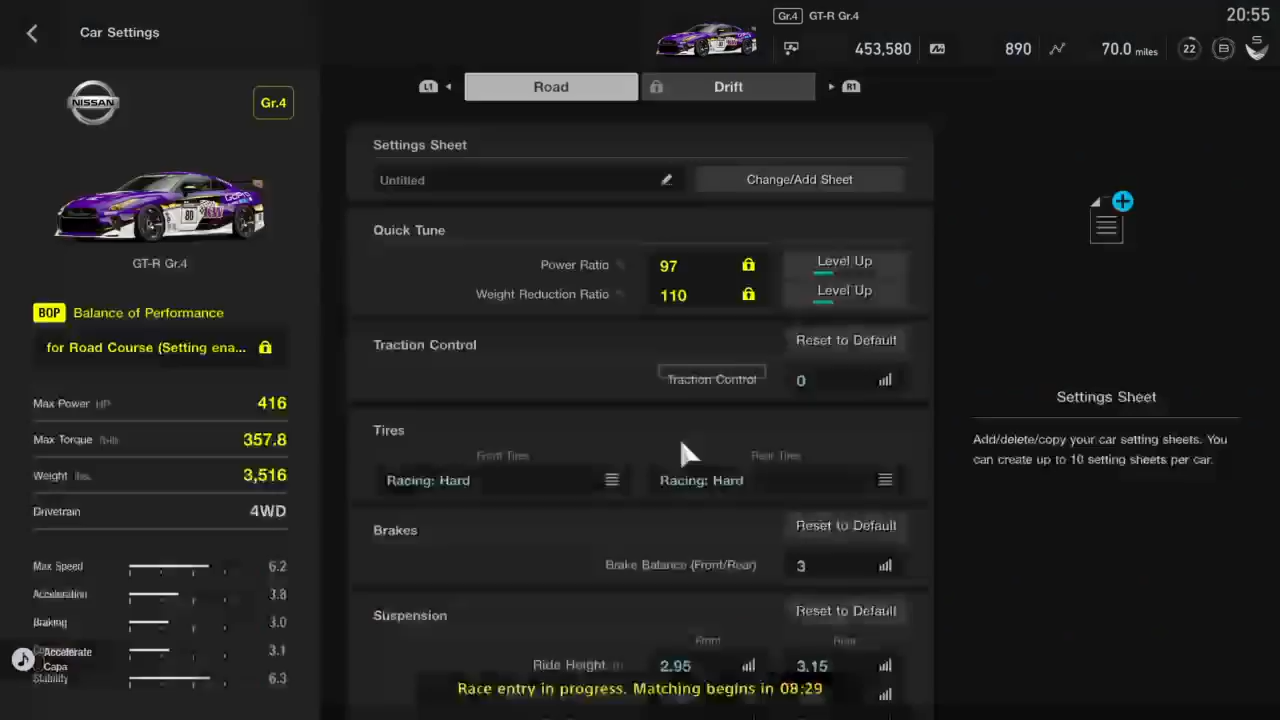 Car Settings
Gr.4 GT-R Gr.4
20:55
453,580
890
70.0 miles
22
B
S
NISSAN
Gr.4
L1
Road
Drift
R1
Settings Sheet
Untitled
Change/Add Sheet
GT-R Gr.4
Quick Tune
Power Ratio
97
Level Up
Weight Reduction Ratio
110
Level Up
BOP Balance of Performance
for Road Course (Setting ena...
Traction Control
Reset to Default
Traction Control
0
Settings Sheet
Add/delete/copy your car setting sheets. You
can create up to 10 setting sheets per car.
Max Power HP 416
Max Torque 357.8
Weight lbs. 3,516
Drivetrain 4WD
Tires
Front Tires
Rear Tires
Racing: Hard
Racing: Hard
Brakes
Reset to Default
Brake Balance (Front/Rear)
3
Max Speed 6.2
Acceleration 3.8
Braking 3.0
3.1
Stability 6.3
Accelerate
Capa
Suspension
Reset to Default
Front
Rear
Ride Height
2.95
3.15
Race entry in progress. Matching begins in 08:29